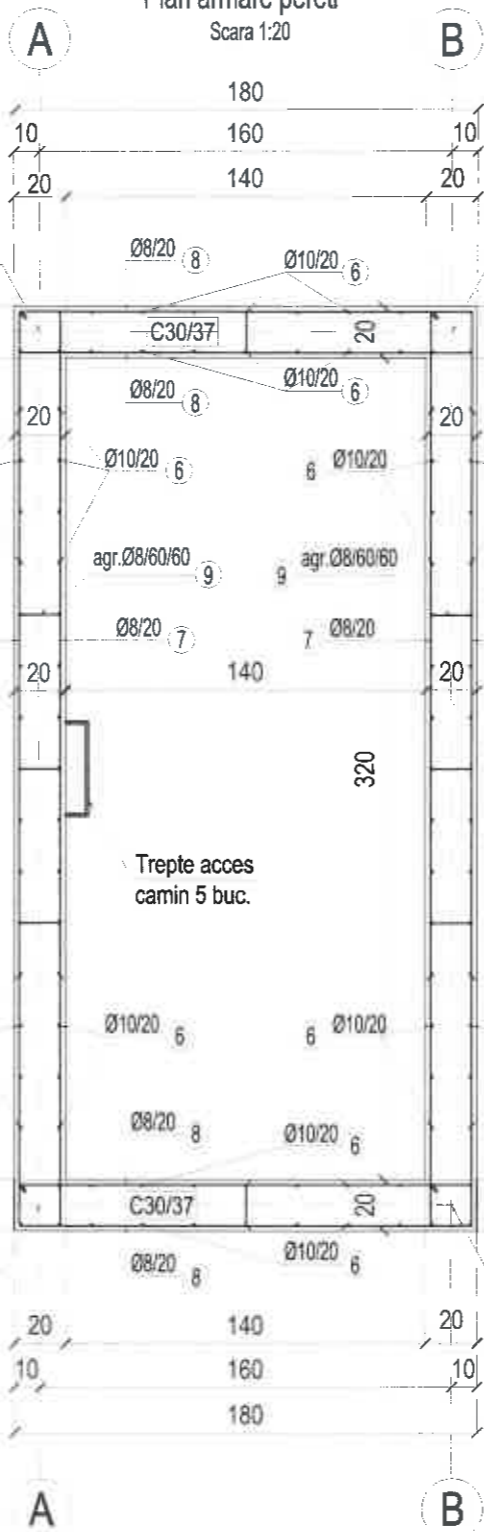 Plan armare pereti
Scara 1:20
A B
180
10 160 10
20 140 20
Ø8/20 8 Ø10/20 6
C30/37 20
Ø8/20 8 Ø10/20 6
20 20
Ø10/20 6 6 Ø10/20
agr.Ø8/60/60 9 9 agr.Ø8/60/60
Ø8/20 7 7 Ø8/20
20 140 20
320
Trepte acces
camin 5 buc.
Ø10/20 6 6 Ø10/20
Ø8/20 8 Ø10/20 6
C30/37 20
Ø8/20 8 Ø10/20 6
20 140 20
10 160 10
180
A B